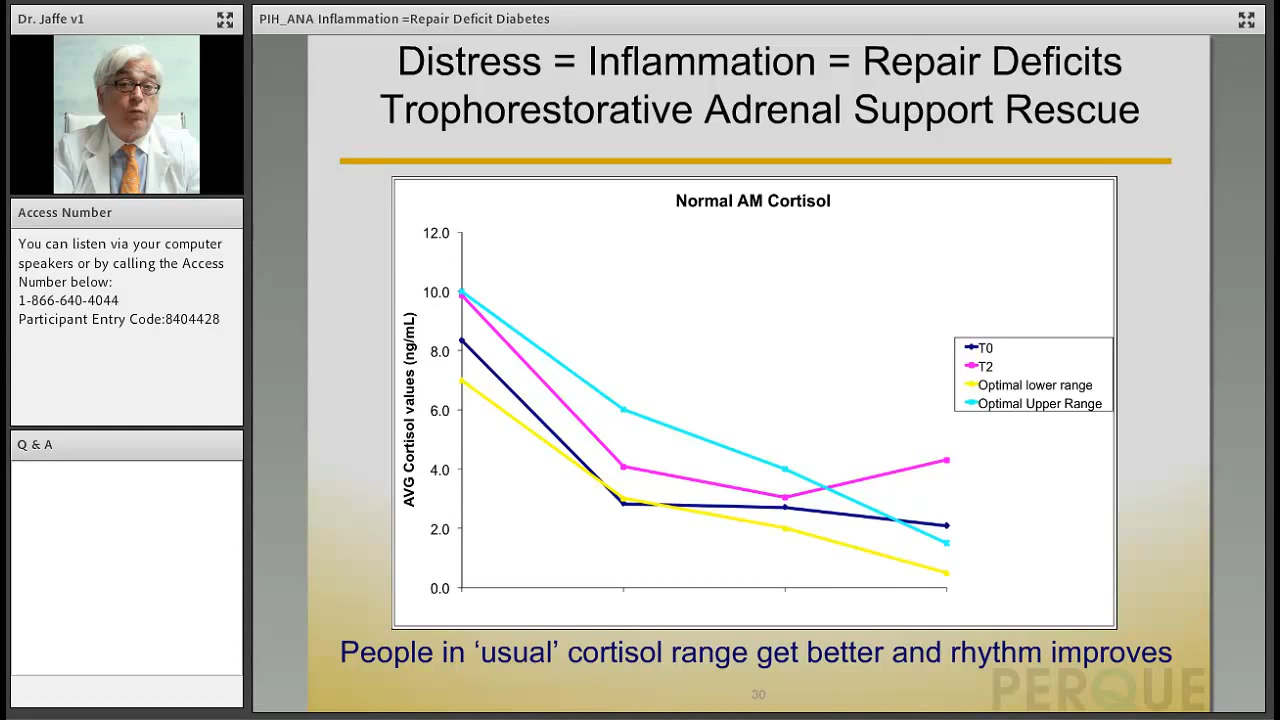 Dr. Jaffe v1
PIH_ANA Inflammation =Repair Deficit Diabetes
Access Number
You can listen via your computer
speakers or by calling the Access
Number below:
1-866-640-4044
Participant Entry Code:8404428
Q & A
Distress = Inflammation = Repair Deficits
Trophorestorative Adrenal Support Rescue
Normal AM Cortisol
AVG Cortisol values (ng/mL)
12.0
10.0
8.0
6.0
4.0
2.0
0.0
T0
T2
Optimal lower range
Optimal Upper Range
People in ‘usual’ cortisol range get better and rhythm improves
30
PERQUE